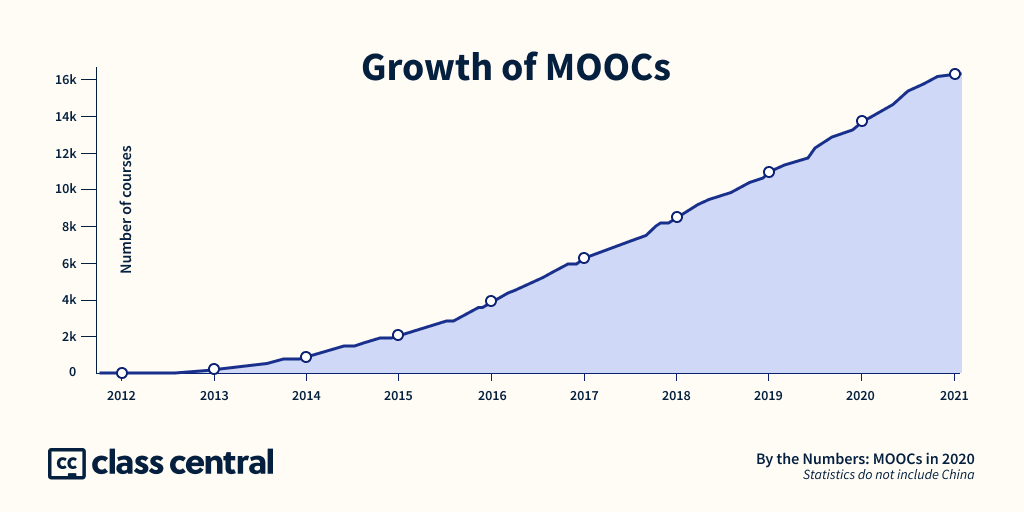 Growth of MOOCs
16k
14k
12k
10k
8k
6k
4k
2k
0
Number of courses
2012 2013 2014 2015 2016 2017 2018 2019 2020 2021
cc class central
By the Numbers: MOOCs in 2020
Statistics do not include China